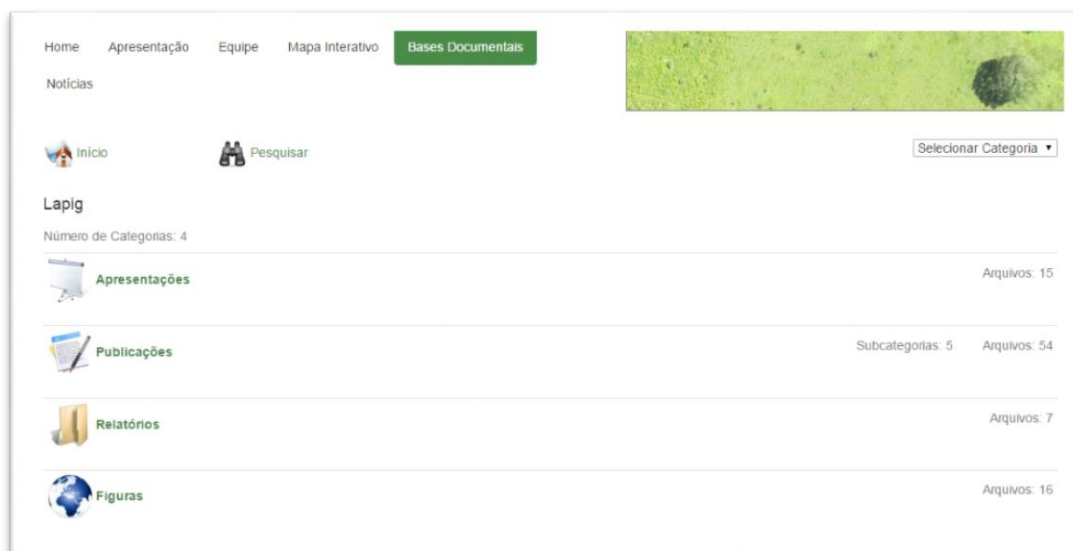 Home Apresentação Equipe Mapa Interativo Bases Documentais
Notícias
Início Pesquisar Selecionar Categoria
Lapig
Número de Categorias: 4
Apresentações Arquivos: 15
Publicações Subcategorias: 5 Arquivos: 54
Relatórios Arquivos: 7
Figuras Arquivos: 16